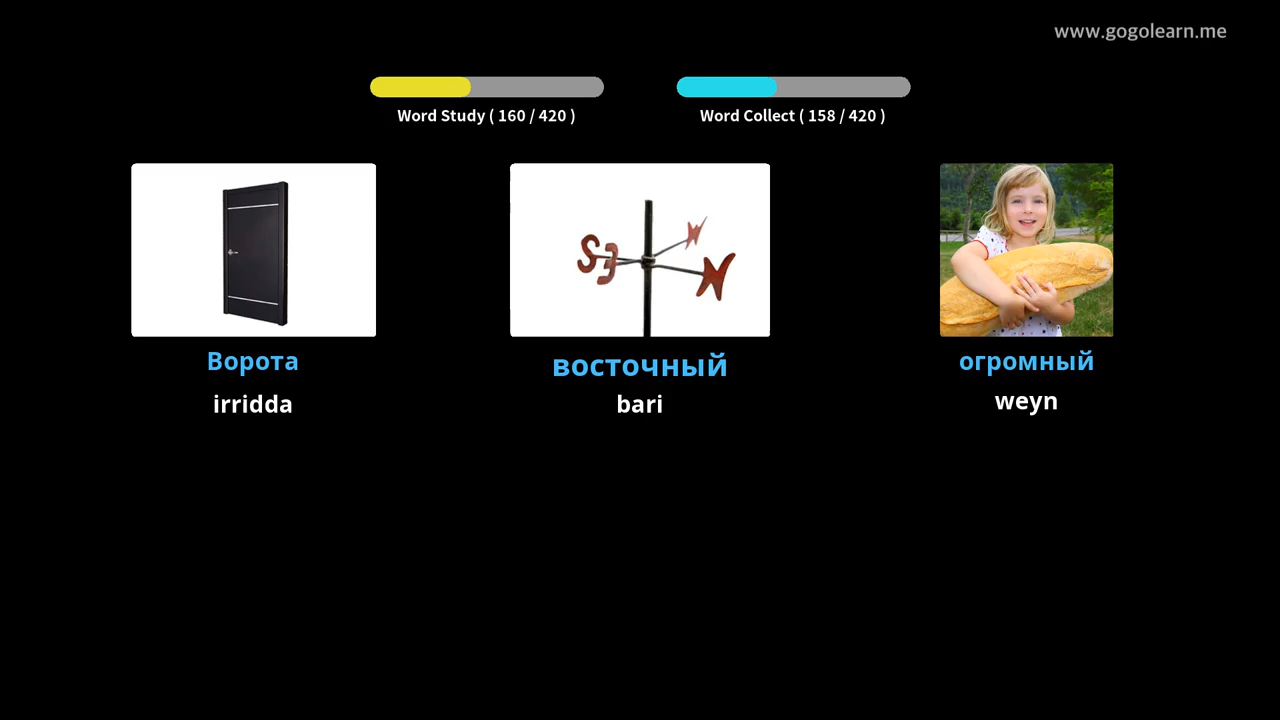 www.gogolearn.me
Word Study ( 160 / 420 )
Word Collect ( 158 / 420 )
S E N W
Ворота
восточный
огромный
irridda
bari
weyn